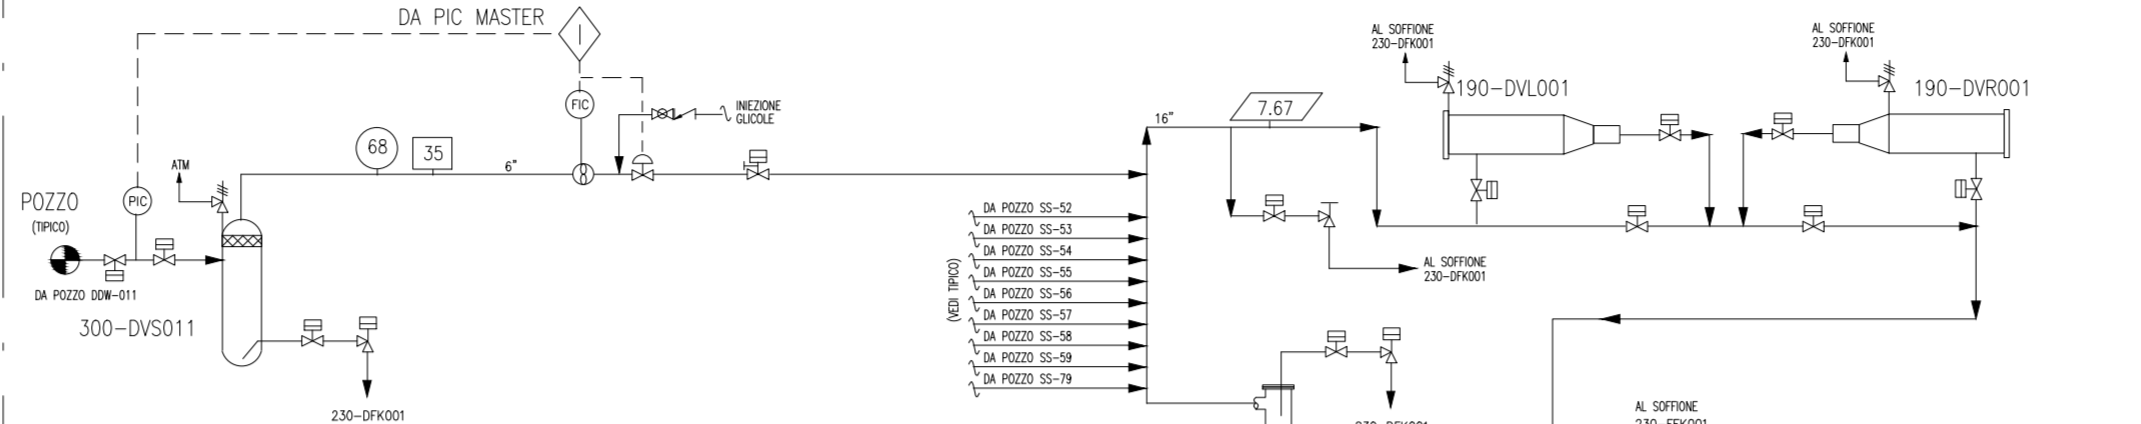 DA PIC MASTER
I
FIC
INIEZIONE
GLICOLE
68
35
6"
ATM
POZZO
(TIPICO)
PIC
DA POZZO DDW-011
300-DVS011
230-DFK001
16"
7.67
DA POZZO SS-52
DA POZZO SS-53
DA POZZO SS-54
DA POZZO SS-55
DA POZZO SS-56
DA POZZO SS-57
DA POZZO SS-58
DA POZZO SS-59
DA POZZO SS-79
(VEDI TIPICO)
AL SOFFIONE
230-DFK001
190-DVL001
AL SOFFIONE
230-DFK001
190-DVR001
AL SOFFIONE
230-DFK001
230-DFK001
AL SOFFIONE
230-FFK001